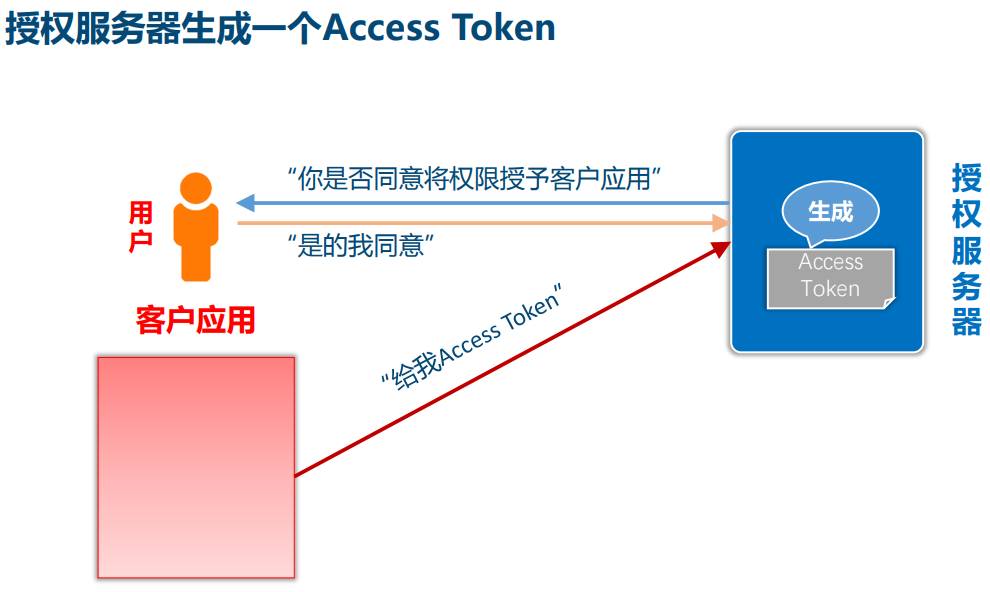 授权服务器生成一个Access Token
“你是否同意将权限授予客户应用”
“是的我同意”
用户
客户应用
“给我Access Token”
生成
Access
Token
授权服务器